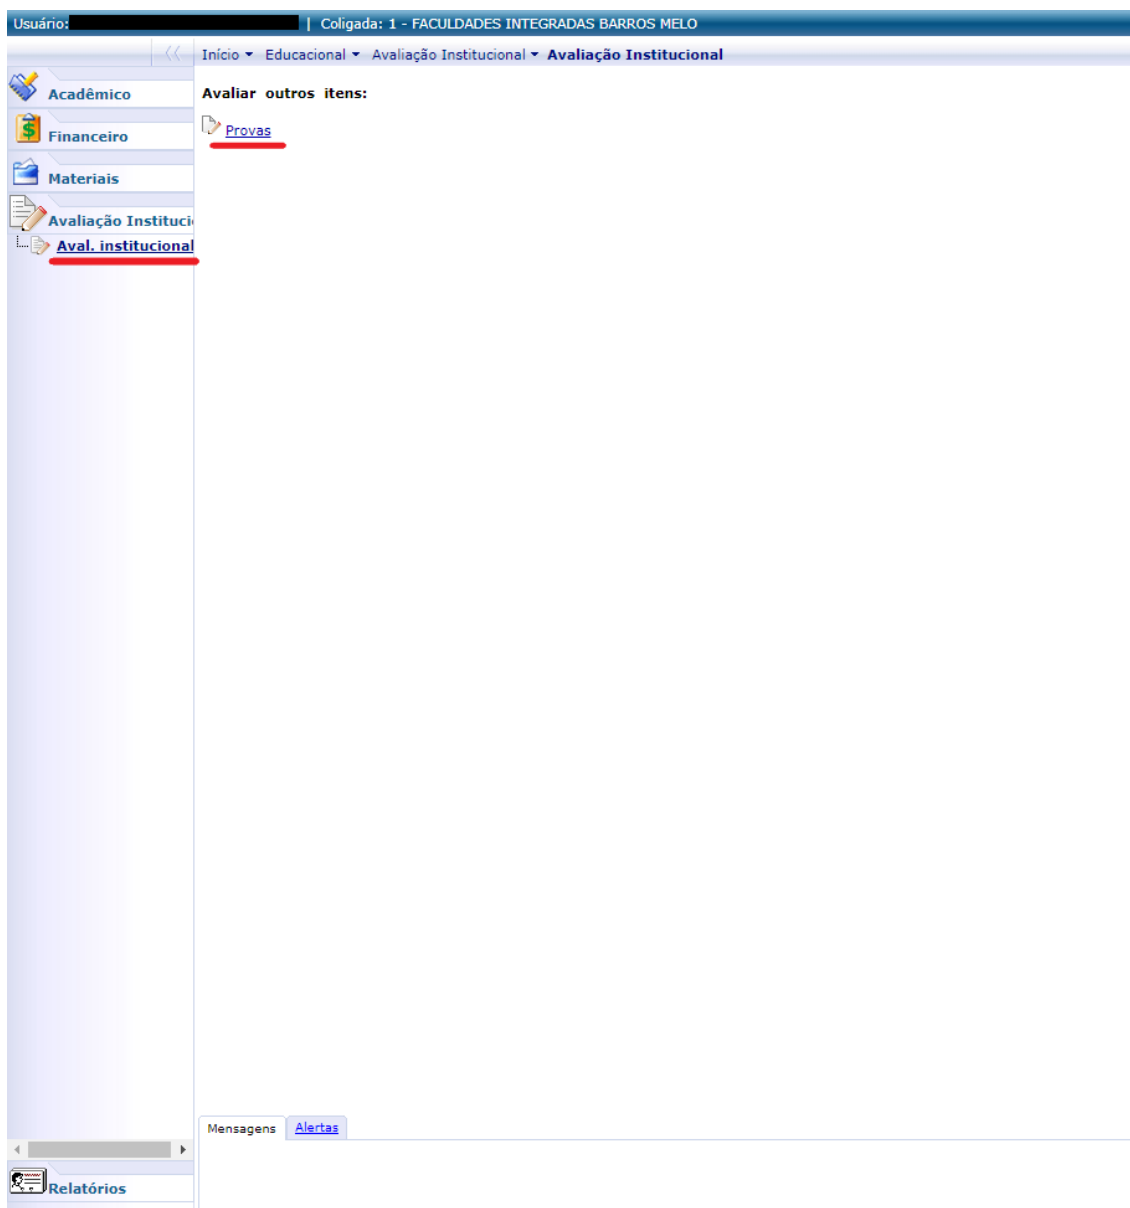 Usuário: | Coligada: 1 - FACULDADES INTEGRADAS BARROS MELO
Início Educacional Avaliação Institucional Avaliação Institucional
Acadêmico
Financeiro
Materiais
Avaliação Instituci
Aval. institucional
Avaliar outros itens:
Provas
Mensagens Alertas
Relatórios